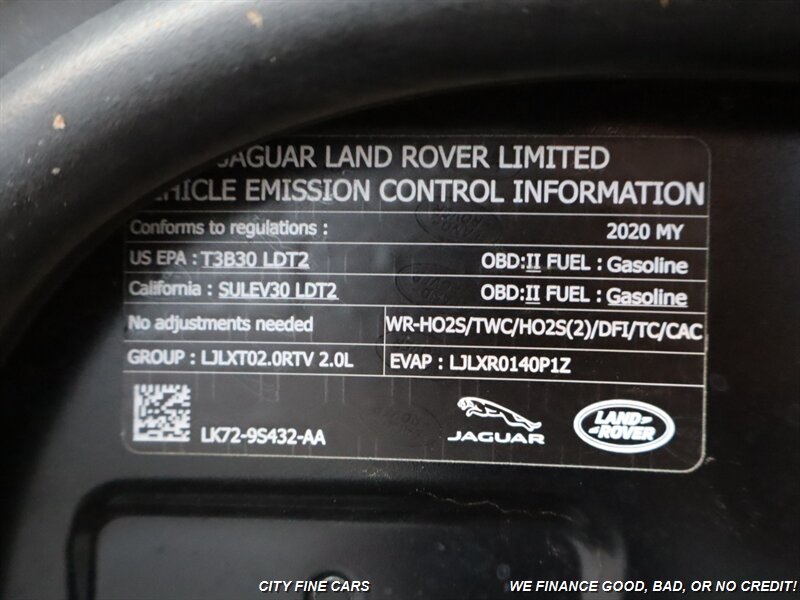 JAGUAR LAND ROVER LIMITED
VEHICLE EMISSION CONTROL INFORMATION
Conforms to regulations : 2020 MY
US EPA : T3B30 LDT2 OBD:II FUEL : Gasoline
California : SULEV30 LDT2 OBD:II FUEL : Gasoline
No adjustments needed WR-HO2S/TWC/HO2S(2)/DFI/TC/CAC
GROUP : LJLXT02.0RTV 2.0L EVAP : LJLXR0140P1Z
LK72-9S432-AA JAGUAR LAND ROVER
CITY FINE CARS WE FINANCE GOOD, BAD, OR NO CREDIT!